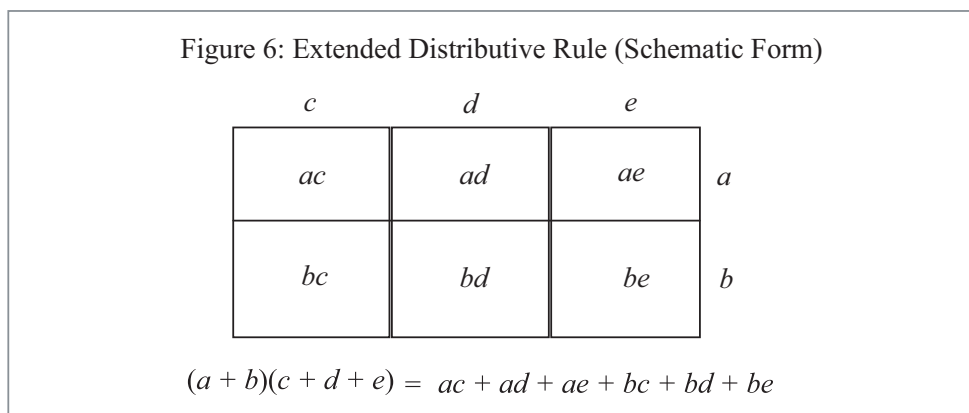 Figure 6: Extended Distributive Rule (Schematic Form)
c d e
ac ad ae a
bc bd be b
(a + b)(c + d + e) = ac + ad + ae + bc + bd + be